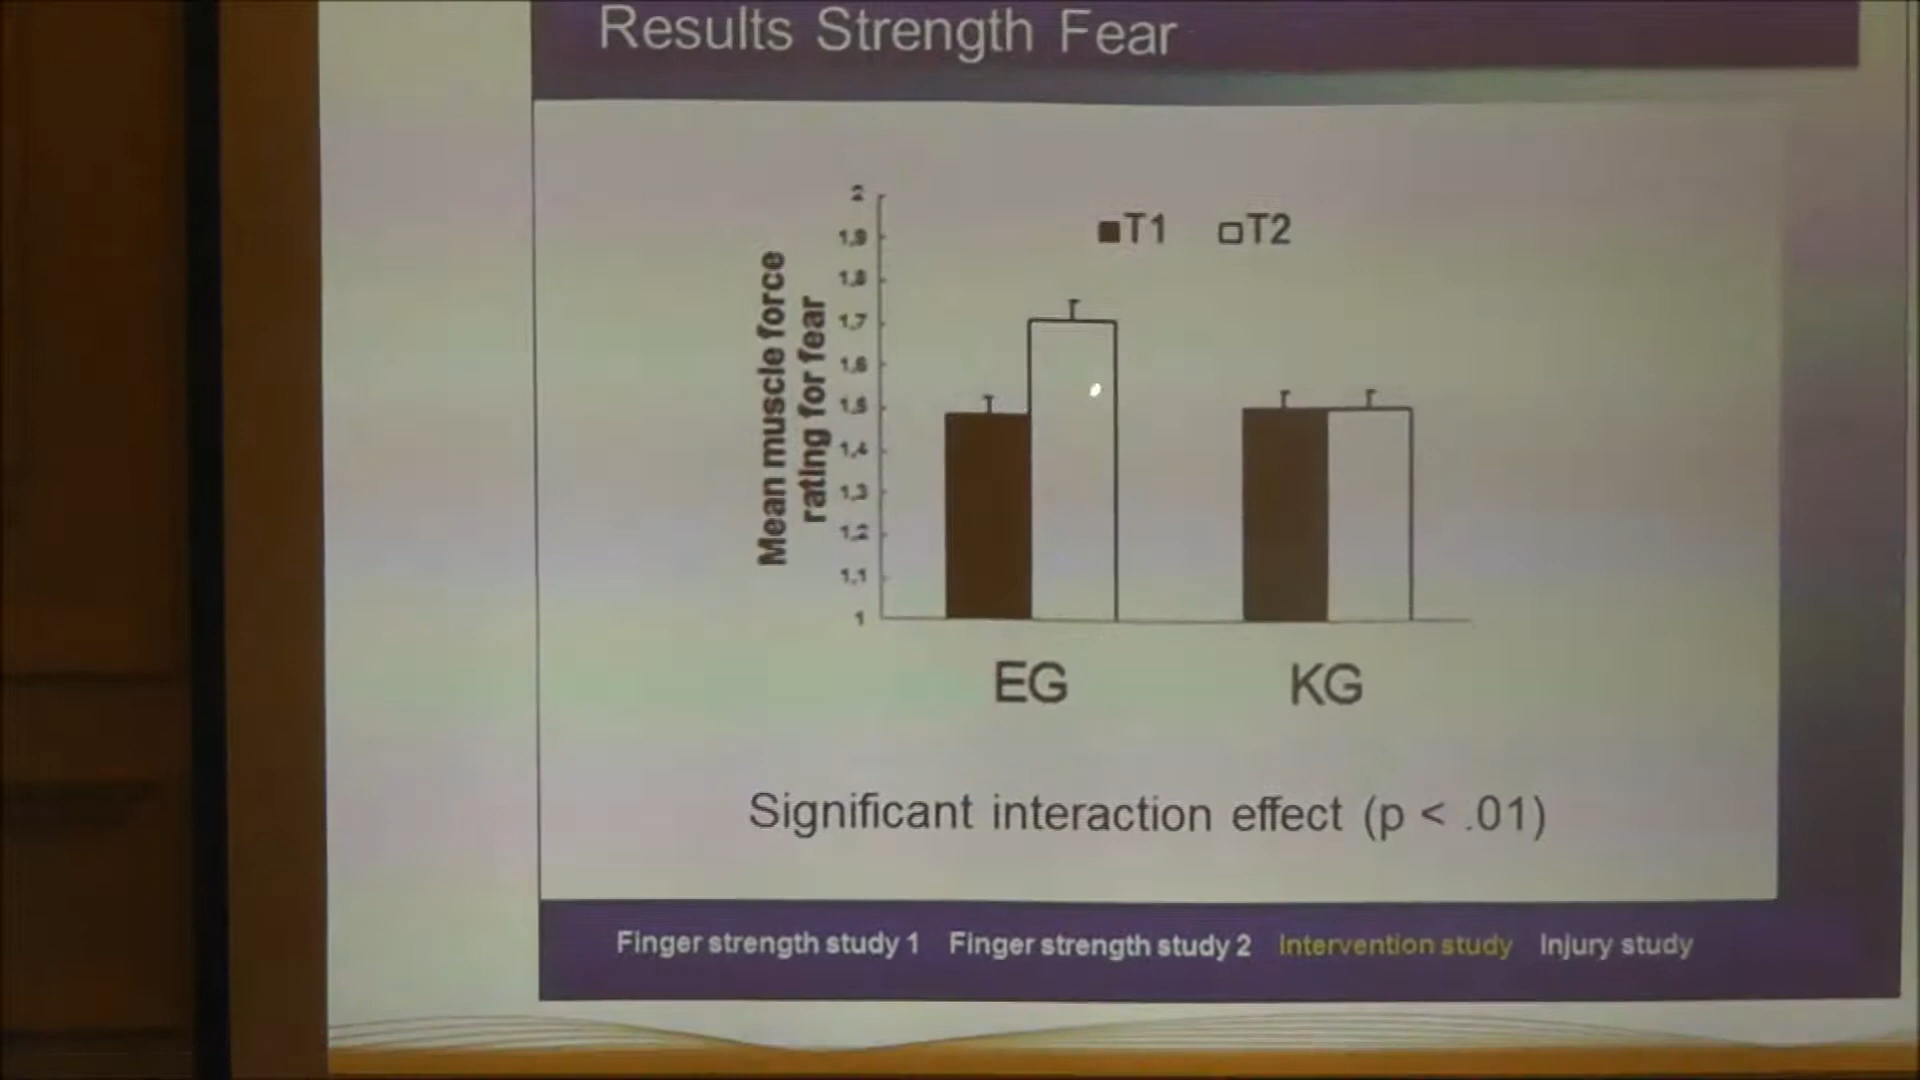 Results Strength Fear
Mean muscle force
rating for fear
2
1,9
1,8
1,7
1,6
1,5
1,4
1,3
1,2
1,1
1
T1
T2
EG
KG
Significant interaction effect (p < .01)
Finger strength study 1 Finger strength study 2 Intervention study Injury study